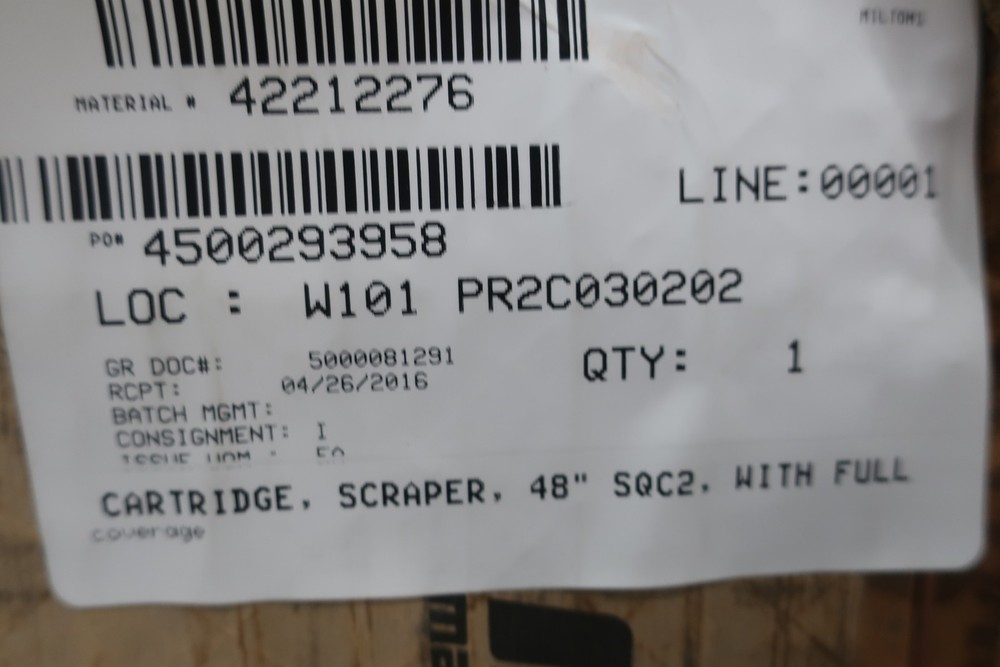 MATERIAL # 42212276
LINE:00001
PO# 4500293958
LOC : W101 PR2C030202
GR DOC#: 5000081291
QTY: 1
RCPT: 04/26/2016
BATCH MGMT:
CONSIGNMENT: I
CARTRIDGE, SCRAPER, 48" SQC2, WITH FULL
coverage